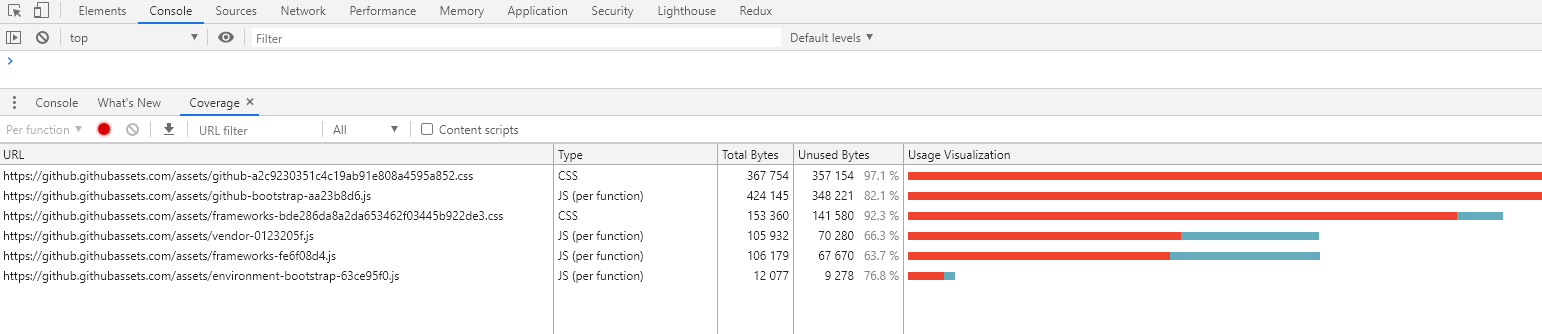 Elements Console Sources Network Performance Memory Application Security Lighthouse Redux
top Filter Default levels
Console What's New Coverage
Per function URL filter All Content scripts
URL Type Total Bytes Unused Bytes Usage Visualization
https://github.githubassets.com/assets/github-a2c9230351c4c19ab91e808a4595a852.css CSS 367 754 357 154 97.1 %
https://github.githubassets.com/assets/github-bootstrap-aa23b8d6.js JS (per function) 424 145 348 221 82.1 %
https://github.githubassets.com/assets/frameworks-bde286da8a2da653462f03445b922de3.css CSS 153 360 141 580 92.3 %
https://github.githubassets.com/assets/vendor-0123205f.js JS (per function) 105 932 70 280 66.3 %
https://github.githubassets.com/assets/frameworks-fe6f08d4.js JS (per function) 106 179 67 670 63.7 %
https://github.githubassets.com/assets/environment-bootstrap-63ce95f0.js JS (per function) 12 077 9 278 76.8 %